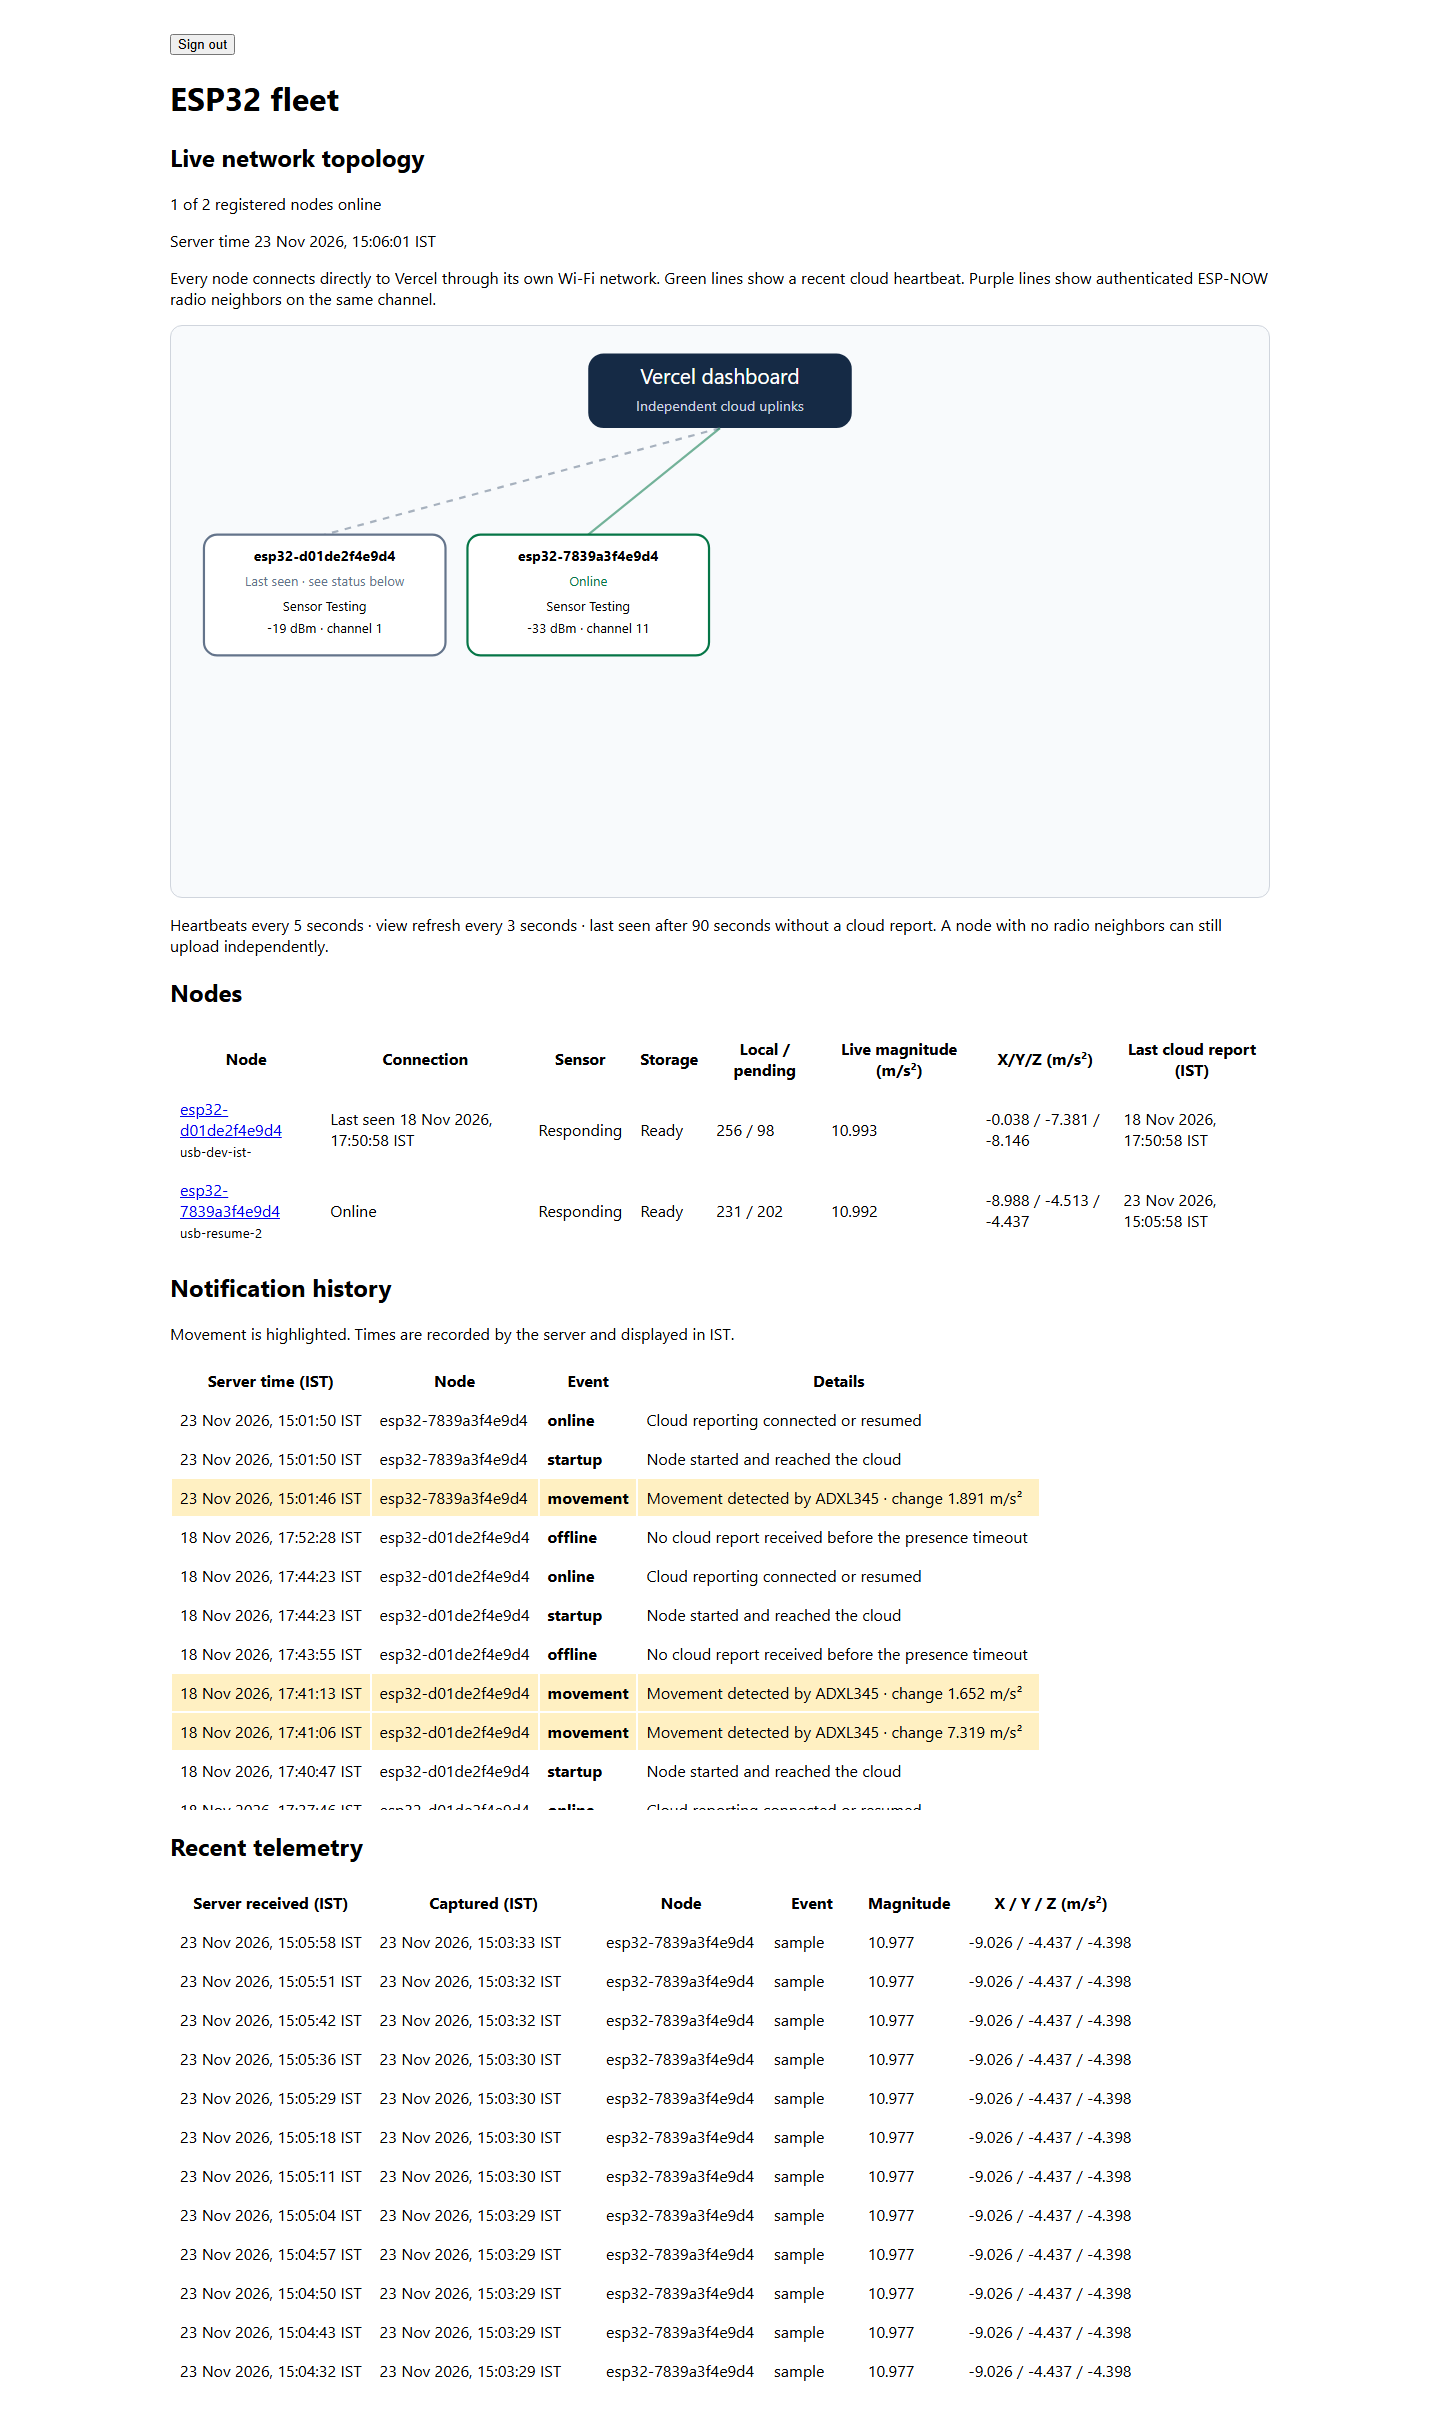 Sign out
ESP32 fleet
Live network topology
1 of 2 registered nodes online
Server time 23 Nov 2026, 15:06:01 IST
Every node connects directly to Vercel through its own Wi-Fi network. Green lines show a recent cloud heartbeat. Purple lines show authenticated ESP-NOW
radio neighbors on the same channel.
Vercel dashboard
Independent cloud uplinks
esp32-d01de2f4e9d4
Last seen · see status below
Sensor Testing
-19 dBm · channel 1
esp32-7839a3f4e9d4
Online
Sensor Testing
-33 dBm · channel 11
Heartbeats every 5 seconds · view refresh every 3 seconds · last seen after 90 seconds without a cloud report. A node with no radio neighbors can still
upload independently.
Nodes
Node Connection Sensor Storage Local / pending Live magnitude (m/s²) X/Y/Z (m/s²) Last cloud report (IST)
esp32-d01de2f4e9d4 usb-dev-ist- Last seen 18 Nov 2026, 17:50:58 IST Responding Ready 256 / 98 10.993 -0.038 / -7.381 / -8.146 18 Nov 2026, 17:50:58 IST
esp32-7839a3f4e9d4 usb-resume-2 Online Responding Ready 231 / 202 10.992 -8.988 / -4.513 / -4.437 23 Nov 2026, 15:05:58 IST
Notification history
Movement is highlighted. Times are recorded by the server and displayed in IST.
Server time (IST) Node Event Details
23 Nov 2026, 15:01:50 IST esp32-7839a3f4e9d4 online Cloud reporting connected or resumed
23 Nov 2026, 15:01:50 IST esp32-7839a3f4e9d4 startup Node started and reached the cloud
23 Nov 2026, 15:01:46 IST esp32-7839a3f4e9d4 movement Movement detected by ADXL345 · change 1.891 m/s²
18 Nov 2026, 17:52:28 IST esp32-d01de2f4e9d4 offline No cloud report received before the presence timeout
18 Nov 2026, 17:44:23 IST esp32-d01de2f4e9d4 online Cloud reporting connected or resumed
18 Nov 2026, 17:44:23 IST esp32-d01de2f4e9d4 startup Node started and reached the cloud
18 Nov 2026, 17:43:55 IST esp32-d01de2f4e9d4 offline No cloud report received before the presence timeout
18 Nov 2026, 17:41:13 IST esp32-d01de2f4e9d4 movement Movement detected by ADXL345 · change 1.652 m/s²
18 Nov 2026, 17:41:06 IST esp32-d01de2f4e9d4 movement Movement detected by ADXL345 · change 7.319 m/s²
18 Nov 2026, 17:40:47 IST esp32-d01de2f4e9d4 startup Node started and reached the cloud
Recent telemetry
Server received (IST) Captured (IST) Node Event Magnitude X / Y / Z (m/s²)
23 Nov 2026, 15:05:58 IST 23 Nov 2026, 15:03:33 IST esp32-7839a3f4e9d4 sample 10.977 -9.026 / -4.437 / -4.398
23 Nov 2026, 15:05:51 IST 23 Nov 2026, 15:03:32 IST esp32-7839a3f4e9d4 sample 10.977 -9.026 / -4.437 / -4.398
23 Nov 2026, 15:05:42 IST 23 Nov 2026, 15:03:32 IST esp32-7839a3f4e9d4 sample 10.977 -9.026 / -4.437 / -4.398
23 Nov 2026, 15:05:36 IST 23 Nov 2026, 15:03:30 IST esp32-7839a3f4e9d4 sample 10.977 -9.026 / -4.437 / -4.398
23 Nov 2026, 15:05:29 IST 23 Nov 2026, 15:03:30 IST esp32-7839a3f4e9d4 sample 10.977 -9.026 / -4.437 / -4.398
23 Nov 2026, 15:05:18 IST 23 Nov 2026, 15:03:30 IST esp32-7839a3f4e9d4 sample 10.977 -9.026 / -4.437 / -4.398
23 Nov 2026, 15:05:11 IST 23 Nov 2026, 15:03:30 IST esp32-7839a3f4e9d4 sample 10.977 -9.026 / -4.437 / -4.398
23 Nov 2026, 15:05:04 IST 23 Nov 2026, 15:03:29 IST esp32-7839a3f4e9d4 sample 10.977 -9.026 / -4.437 / -4.398
23 Nov 2026, 15:04:57 IST 23 Nov 2026, 15:03:29 IST esp32-7839a3f4e9d4 sample 10.977 -9.026 / -4.437 / -4.398
23 Nov 2026, 15:04:50 IST 23 Nov 2026, 15:03:29 IST esp32-7839a3f4e9d4 sample 10.977 -9.026 / -4.437 / -4.398
23 Nov 2026, 15:04:43 IST 23 Nov 2026, 15:03:29 IST esp32-7839a3f4e9d4 sample 10.977 -9.026 / -4.437 / -4.398
23 Nov 2026, 15:04:32 IST 23 Nov 2026, 15:03:29 IST esp32-7839a3f4e9d4 sample 10.977 -9.026 / -4.437 / -4.398